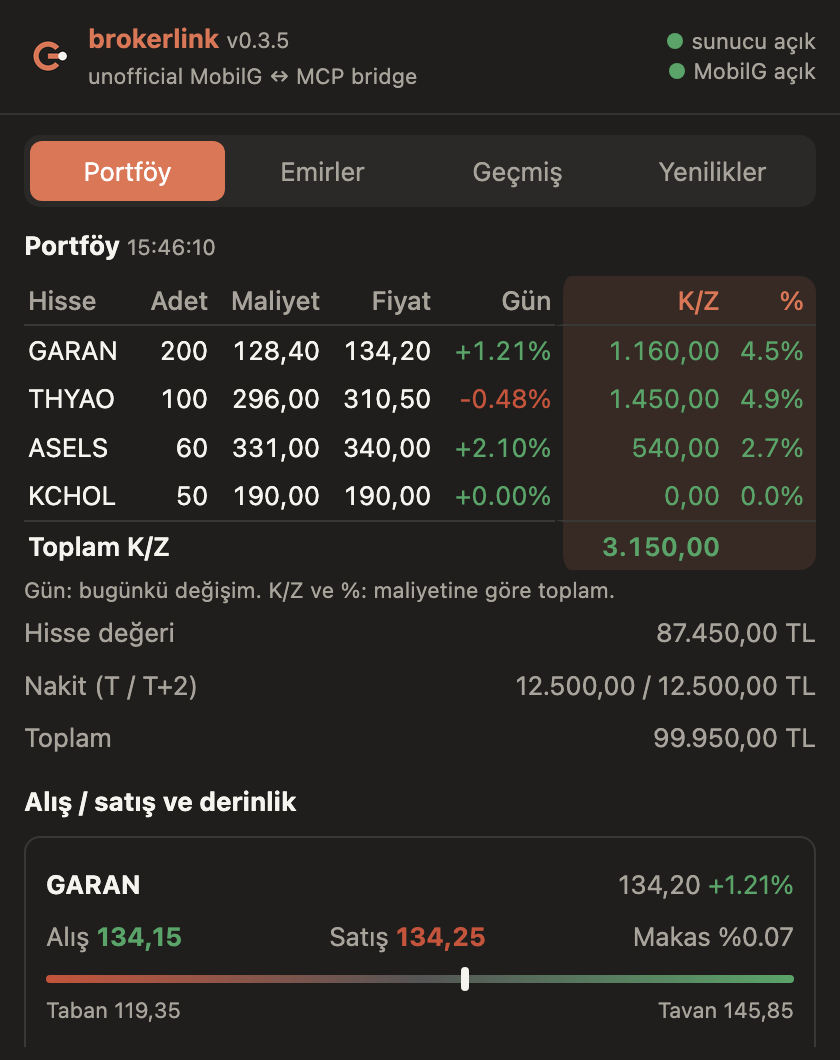 brokerlink v0.3.5
unofficial MobilG ↔ MCP bridge
sunucu açık
MobilG açık
Portföy Emirler Geçmiş Yenilikler
Portföy 15:46:10
Hisse Adet Maliyet Fiyat Gün K/Z %
GARAN 200 128,40 134,20 +1.21% 1.160,00 4.5%
THYAO 100 296,00 310,50 -0.48% 1.450,00 4.9%
ASELS 60 331,00 340,00 +2.10% 540,00 2.7%
KCHOL 50 190,00 190,00 +0.00% 0,00 0.0%
Toplam K/Z 3.150,00
Gün: bugünkü değişim. K/Z ve %: maliyetine göre toplam.
Hisse değeri 87.450,00 TL
Nakit (T / T+2) 12.500,00 / 12.500,00 TL
Toplam 99.950,00 TL
Alış / satış ve derinlik
GARAN 134,20 +1.21%
Alış 134,15 Satış 134,25 Makas %0.07
Taban 119,35 Tavan 145,85